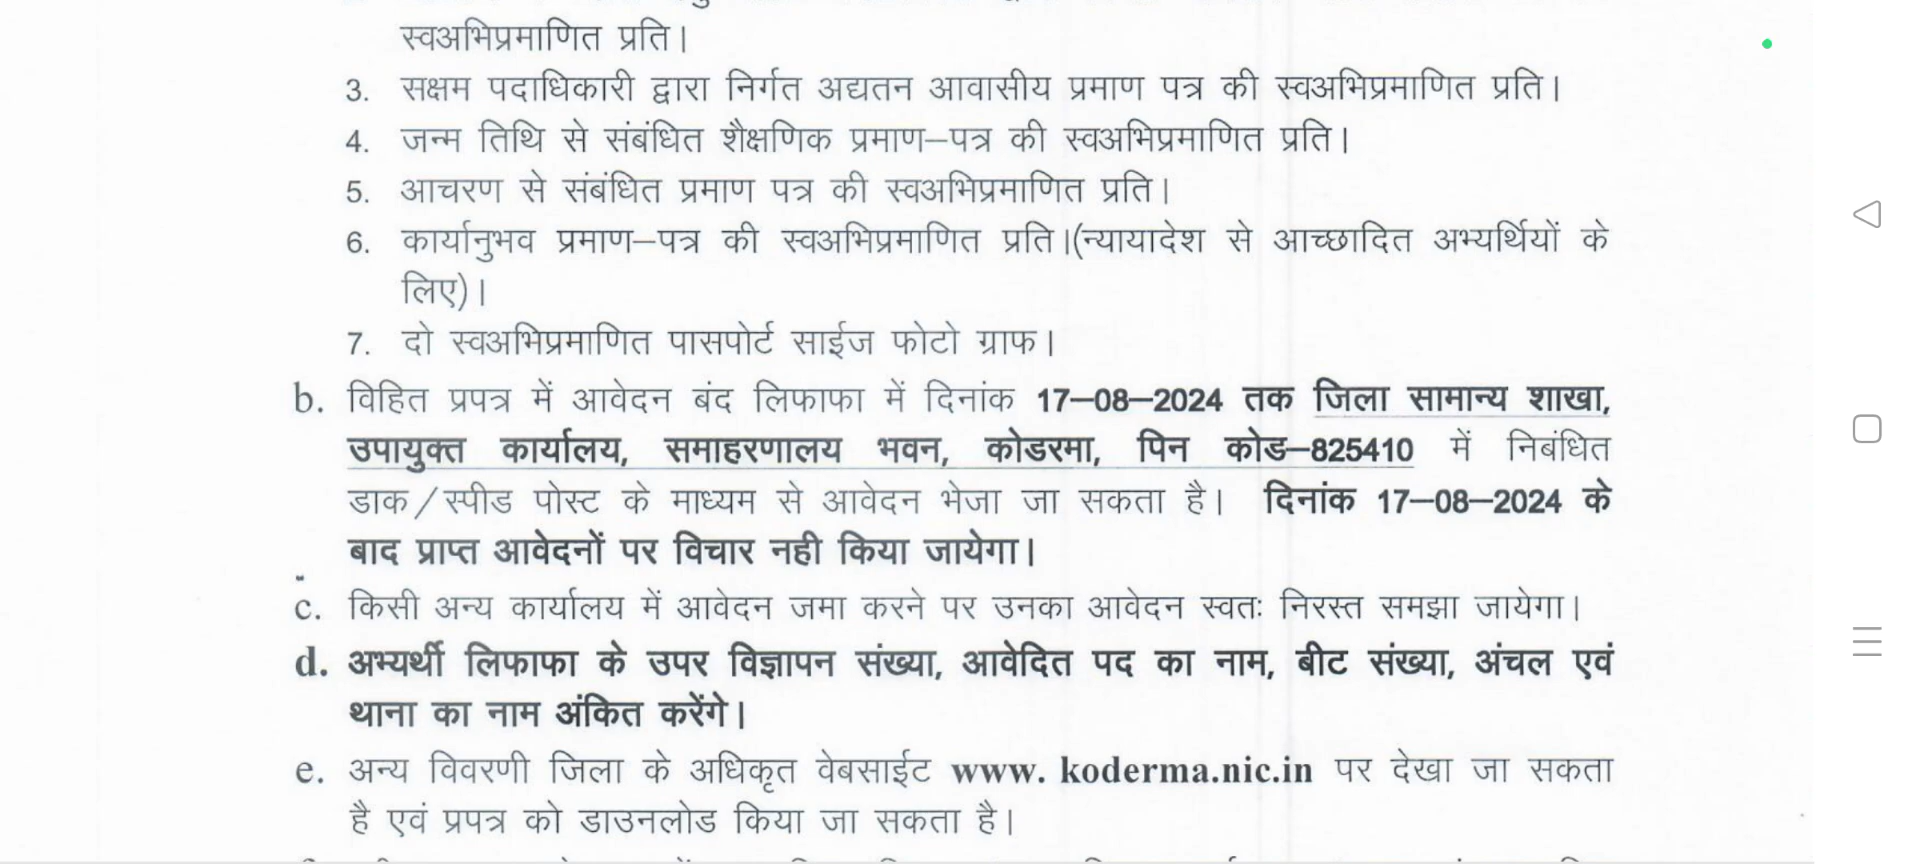 स्वअभिप्रमाणित प्रति।
3. सक्षम पदाधिकारी द्वारा निर्गत अद्यतन आवासीय प्रमाण पत्र की स्वअभिप्रमाणित प्रति।
4. जन्म तिथि से संबंधित शैक्षणिक प्रमाण–पत्र की स्वअभिप्रमाणित प्रति।
5. आचरण से संबंधित प्रमाण पत्र की स्वअभिप्रमाणित प्रति।
6. कार्यानुभव प्रमाण–पत्र की स्वअभिप्रमाणित प्रति।(न्यायादेश से आच्छादित अभ्यर्थियों के
लिए)।
7. दो स्वअभिप्रमाणित पासपोर्ट साईज फोटो ग्राफ।
b. विहित प्रपत्र में आवेदन बंद लिफाफा में दिनांक 17–08–2024 तक जिला सामान्य शाखा,
उपायुक्त कार्यालय, समाहरणालय भवन, कोडरमा, पिन कोड–825410 में निबंधित
डाक/स्पीड पोस्ट के माध्यम से आवेदन भेजा जा सकता है। दिनांक 17–08–2024 के
बाद प्राप्त आवेदनों पर विचार नही किया जायेगा।
c. किसी अन्य कार्यालय में आवेदन जमा करने पर उनका आवेदन स्वतः निरस्त समझा जायेगा।
d. अभ्यर्थी लिफाफा के उपर विज्ञापन संख्या, आवेदित पद का नाम, बीट संख्या, अंचल एवं
थाना का नाम अंकित करेंगे।
e. अन्य विवरणी जिला के अधिकृत वेबसाईट www. koderma.nic.in पर देखा जा सकता
है एवं प्रपत्र को डाउनलोड किया जा सकता है।